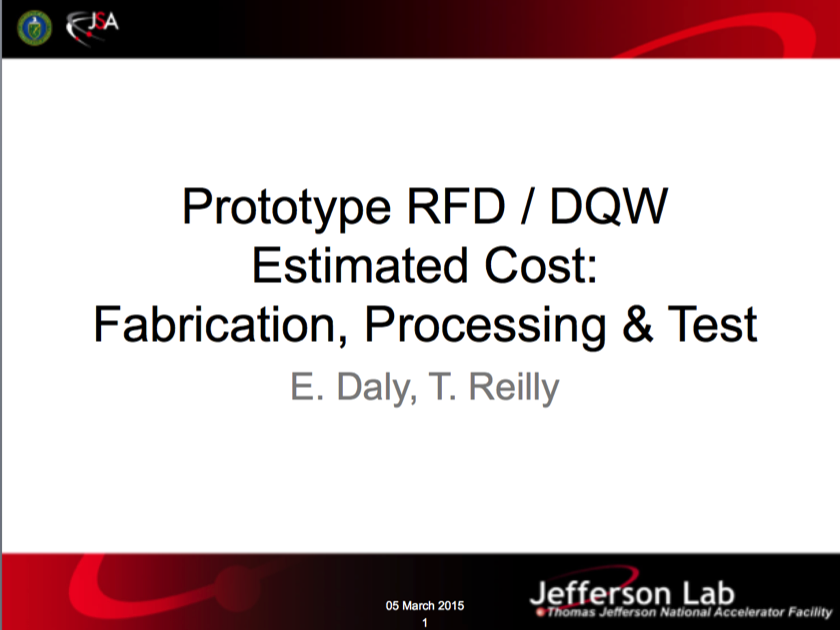 JSA
Prototype RFD / DQW
Estimated Cost:
Fabrication, Processing & Test
E. Daly, T. Reilly
05 March 2015
1
Jefferson Lab
Thomas Jefferson National Accelerator Facility